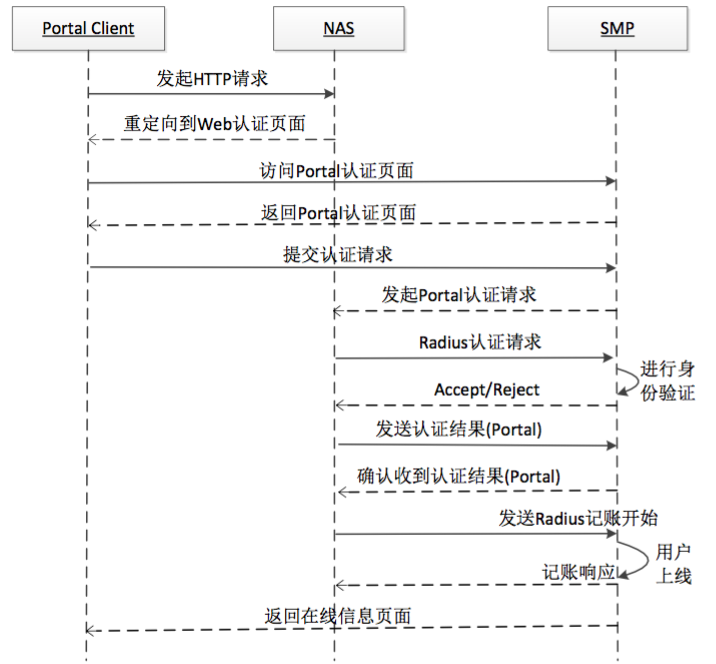 Portal Client
NAS
SMP
发起HTTP请求
重定向到Web认证页面
访问Portal认证页面
返回Portal认证页面
提交认证请求
发起Portal认证请求
Radius认证请求
进行身
份验证
Accept/Reject
发送认证结果(Portal)
确认收到认证结果(Portal)
发送Radius记账开始
用户
上线
记账响应
返回在线信息页面